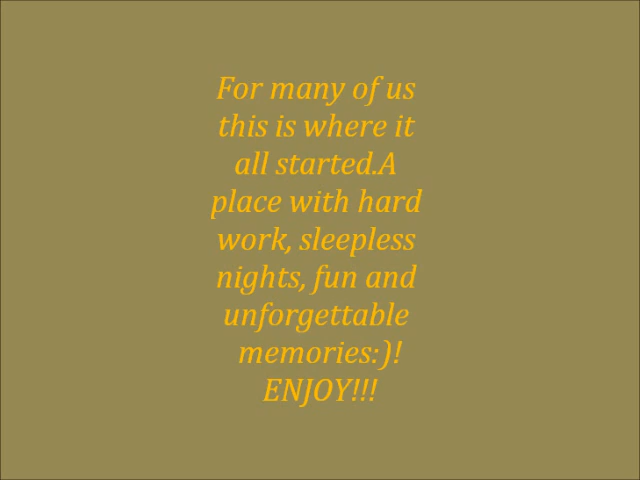 For many of us
this is where it
all started.A
place with hard
work, sleepless
nights, fun and
unforgettable
memories:)!
ENJOY!!!